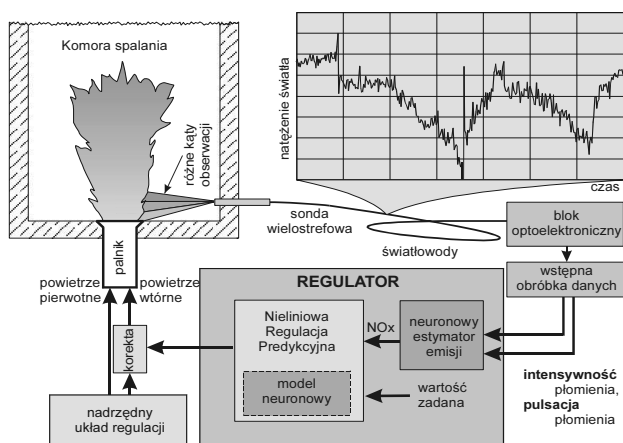 Komora spalania
różne kąty
obserwacji
natężenie światła
czas
sonda
wielostrefowa
światłowody
blok
optoelektroniczny
wstępna
obróbka danych
palnik
powietrze
pierwotne
powietrze
wtórne
korekta
nadrzędny
układ regulacji
REGULATOR
Nieliniowa
Regulacja
Predykcyjna
model
neuronowy
NOx
neuronowy
estymator
emisji
wartość
zadana
intensywność
płomienia,
pulsacja
płomienia